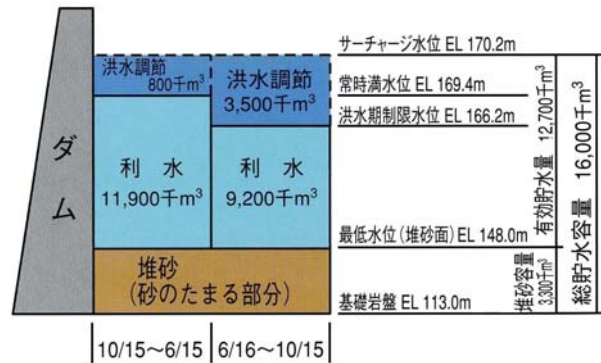 ダム
洪水調節
800千m³
洪水調節
3,500千m³
利 水
11,900千m³
利 水
9,200千m³
堆砂
(砂のたまる部分)
10/15～6/15
6/16～10/15
サーチャージ水位 EL 170.2m
常時満水位 EL 169.4m
洪水期制限水位 EL 166.2m
最低水位(堆砂面) EL 148.0m
基礎岩盤 EL 113.0m
有効貯水量 12,700千m³
堆砂容量
3,300千m³
総貯水容量 16,000千m³